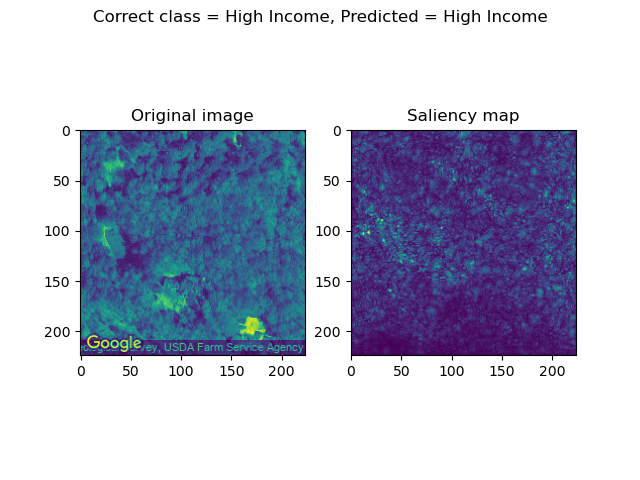 Correct class = High Income, Predicted = High Income
Original image
Saliency map
0
50
100
150
200
0
50
100
150
200
Google
Survey, USDA Farm Service Agency
0 50 100 150 200
0 50 100 150 200